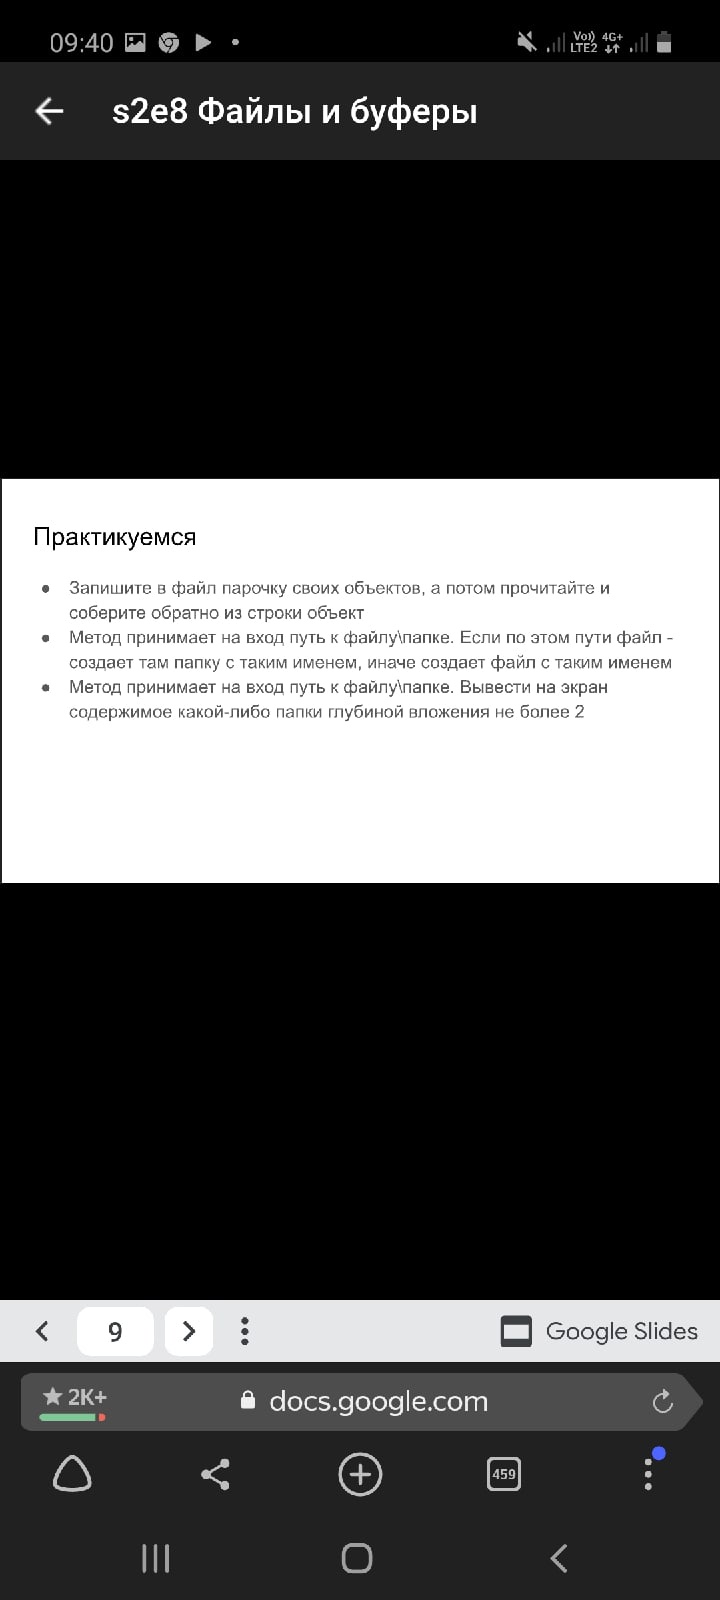 09:40
Vo)) 4G+
LTE2
s2e8 Файлы и буферы
Практикуемся
● Запишите в файл парочку своих объектов, а потом прочитайте и
соберите обратно из строки объект
● Метод принимает на вход путь к файлу\папке. Если по этом пути файл -
создает там папку с таким именем, иначе создает файл с таким именем
● Метод принимает на вход путь к файлу\папке. Вывести на экран
содержимое какой-либо папки глубиной вложения не более 2
9
Google Slides
★ 2K+
docs.google.com
459